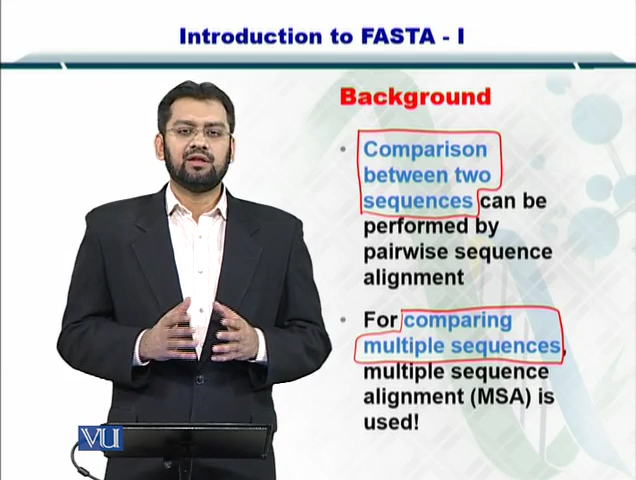 Introduction to FASTA - I
Background
• Comparison
between two
sequences can be
performed by
pairwise sequence
alignment
• For comparing
multiple sequences,
multiple sequence
alignment (MSA) is
used!
VU